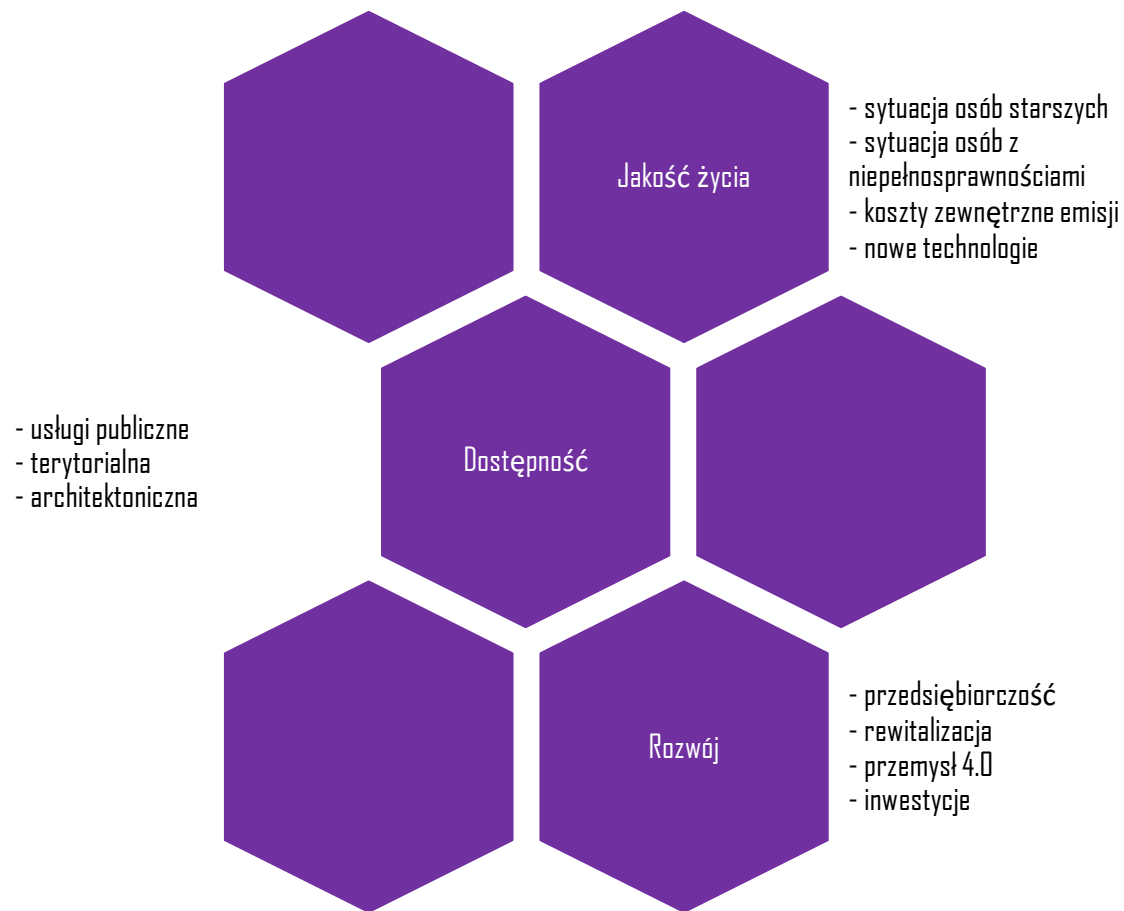 Jakość życia
- sytuacja osób starszych
- sytuacja osób z
niepełnosprawnościami
- koszty zewnętrzne emisji
- nowe technologie
- usługi publiczne
- terytorialna
- architektoniczna
Dostępność
Rozwój
- przedsiębiorczość
- rewitalizacja
- przemysł 4.0
- inwestycje